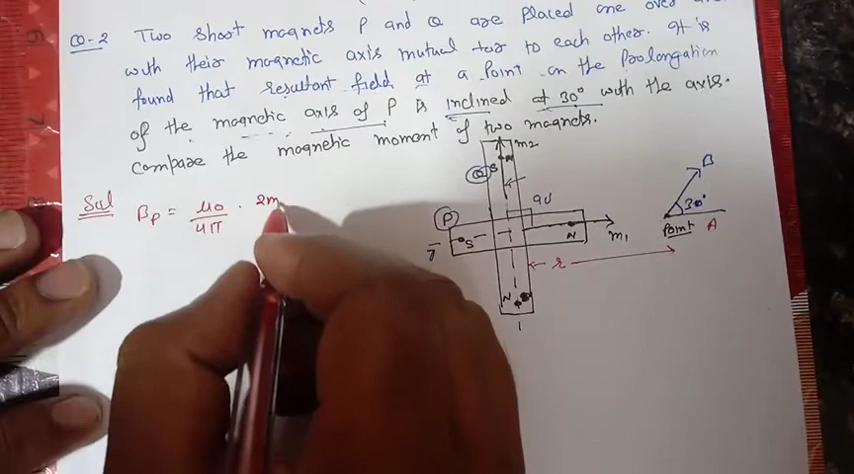 Q-2 Two short magnets P and Q are placed one over
with their magnetic axis mutual ter to each other. It is
found that resultant field at a Point on the Prolongation
of the magnetic axis of P is inclined at 30° with the axis.
Compare the magnetic moment of two magnets.
m2
Q S N
B
Sol Bp = μ0 / 4π · 2m
90
P
30°
S N m1
Point A
r
N S